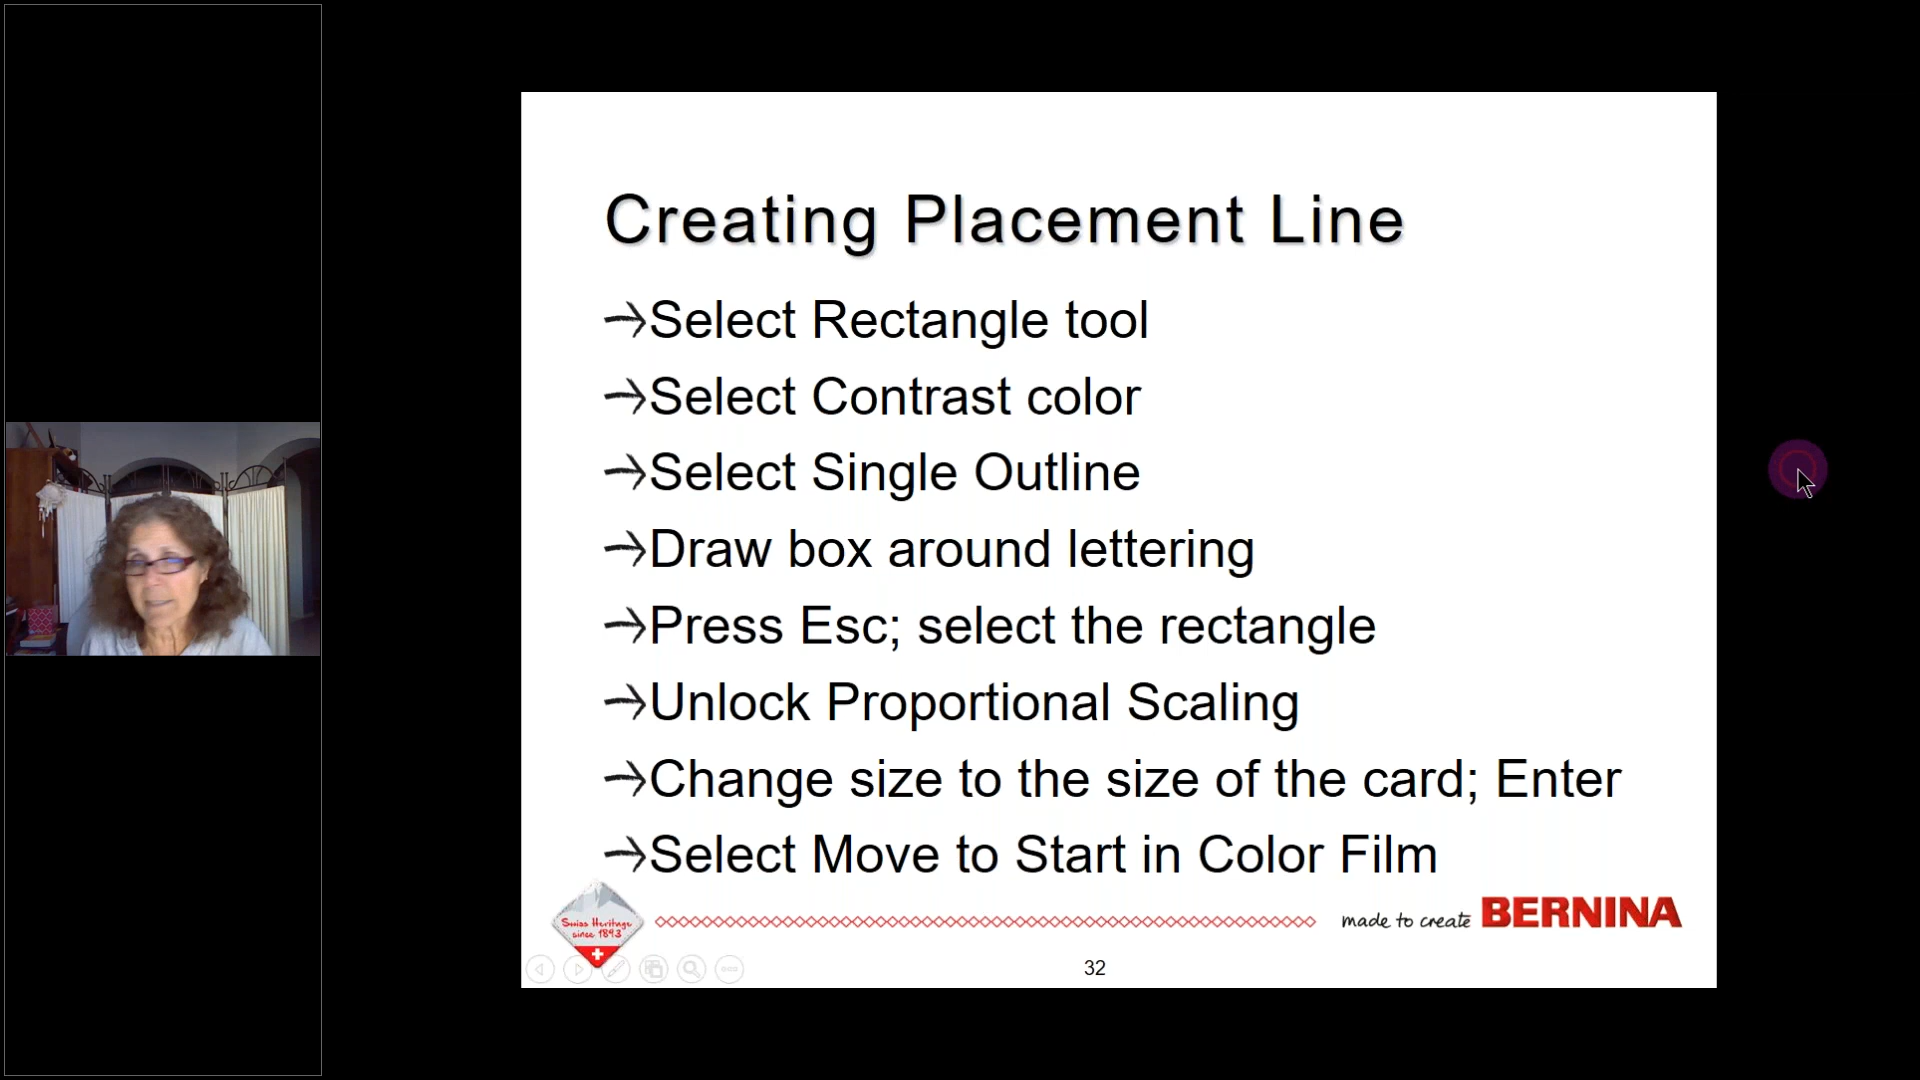 Creating Placement Line
→Select Rectangle tool
→Select Contrast color
→Select Single Outline
→Draw box around lettering
→Press Esc; select the rectangle
→Unlock Proportional Scaling
→Change size to the size of the card; Enter
→Select Move to Start in Color Film
Swiss Heritage
since 1893
made to create BERNINA
32